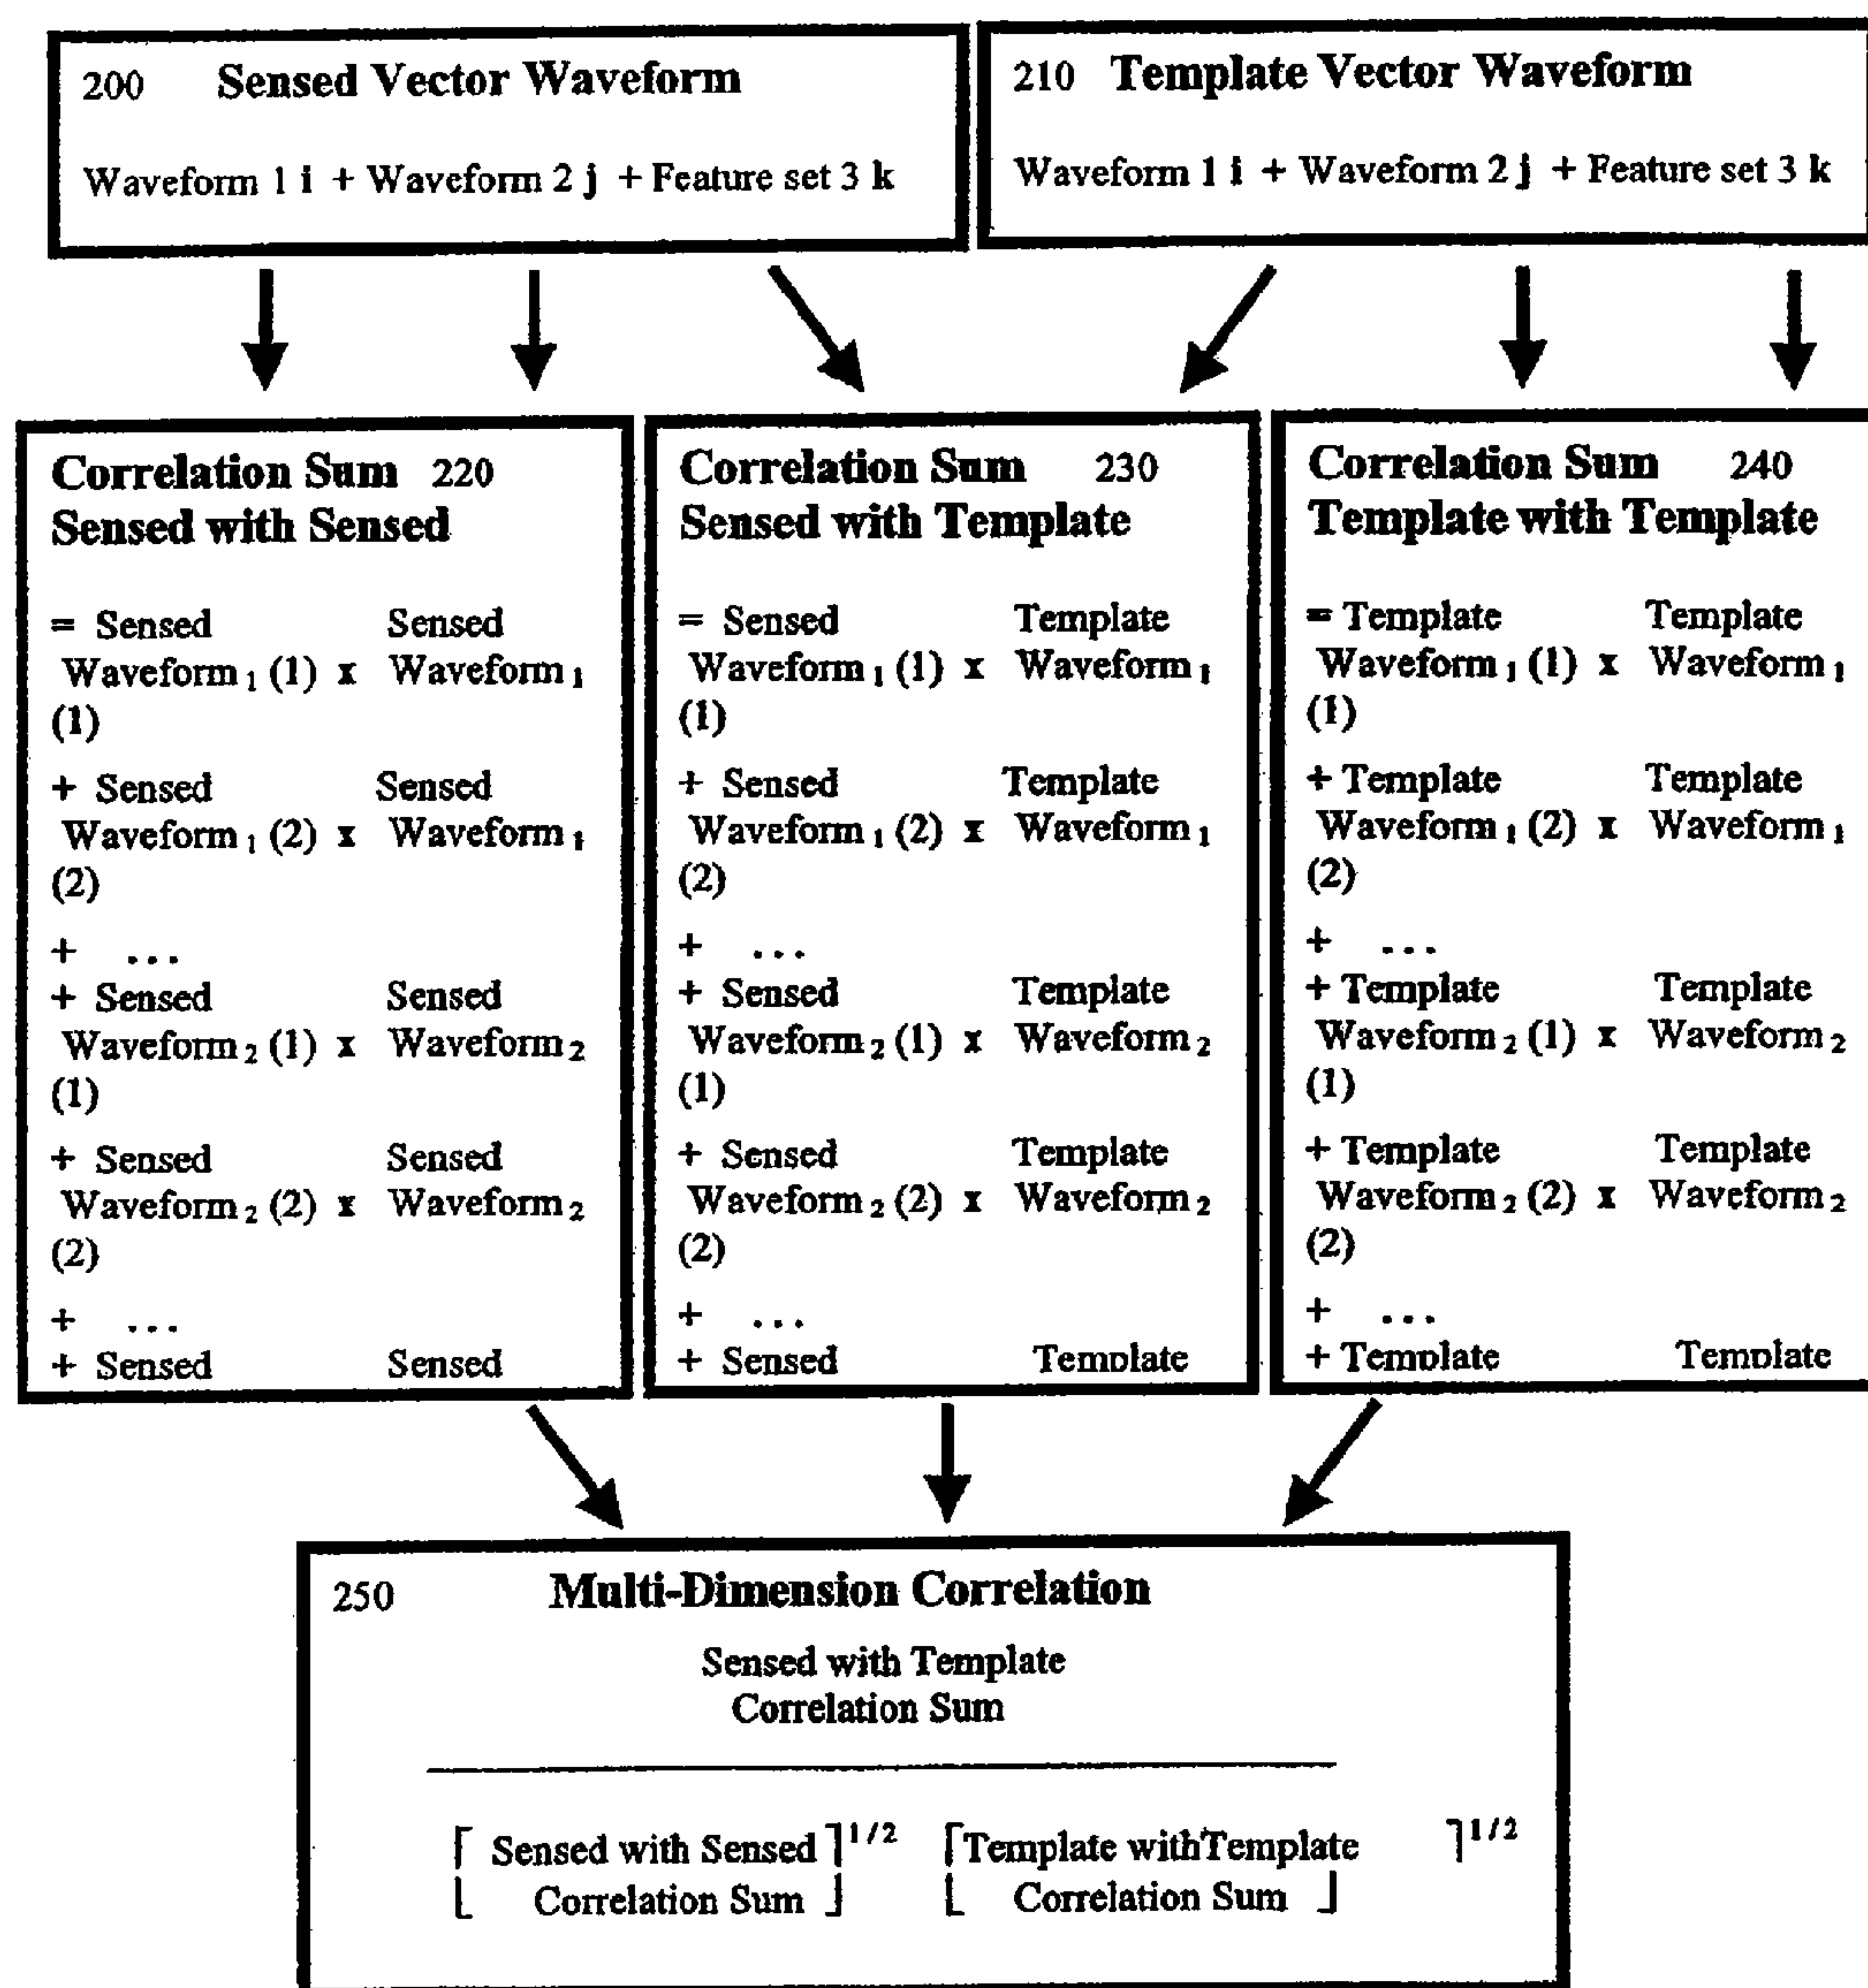 200 Sensed Vector Waveform
Waveform 1 i + Waveform 2 j + Feature set 3 k
210 Template Vector Waveform
Waveform 1 i + Waveform 2 j + Feature set 3 k
Correlation Sum 220
Sensed with Sensed
= Sensed Sensed
Waveform 1 (1) x Waveform 1
(1)
+ Sensed Sensed
Waveform 1 (2) x Waveform 1
(2)
+ ...
+ Sensed Sensed
Waveform 2 (1) x Waveform 2
(1)
+ Sensed Sensed
Waveform 2 (2) x Waveform 2
(2)
+ ...
+ Sensed Sensed
Correlation Sum 230
Sensed with Template
= Sensed Template
Waveform 1 (1) x Waveform 1
(1)
+ Sensed Template
Waveform 1 (2) x Waveform 1
(2)
+ ...
+ Sensed Template
Waveform 2 (1) x Waveform 2
(1)
+ Sensed Template
Waveform 2 (2) x Waveform 2
(2)
+ ...
+ Sensed Template
Correlation Sum 240
Template with Template
= Template Template
Waveform 1 (1) x Waveform 1
(1)
+ Template Template
Waveform 1 (2) x Waveform 1
(2)
+ ...
+ Template Template
Waveform 2 (1) x Waveform 2
(1)
+ Template Template
Waveform 2 (2) x Waveform 2
(2)
+ ...
+ Template Template
250 Multi-Dimension Correlation
Sensed with Template
Correlation Sum
⌈ Sensed with Sensed ⌉1/2 ⌈Template withTemplate ⌉1/2
⌊ Correlation Sum ⌋ ⌊ Correlation Sum ⌋